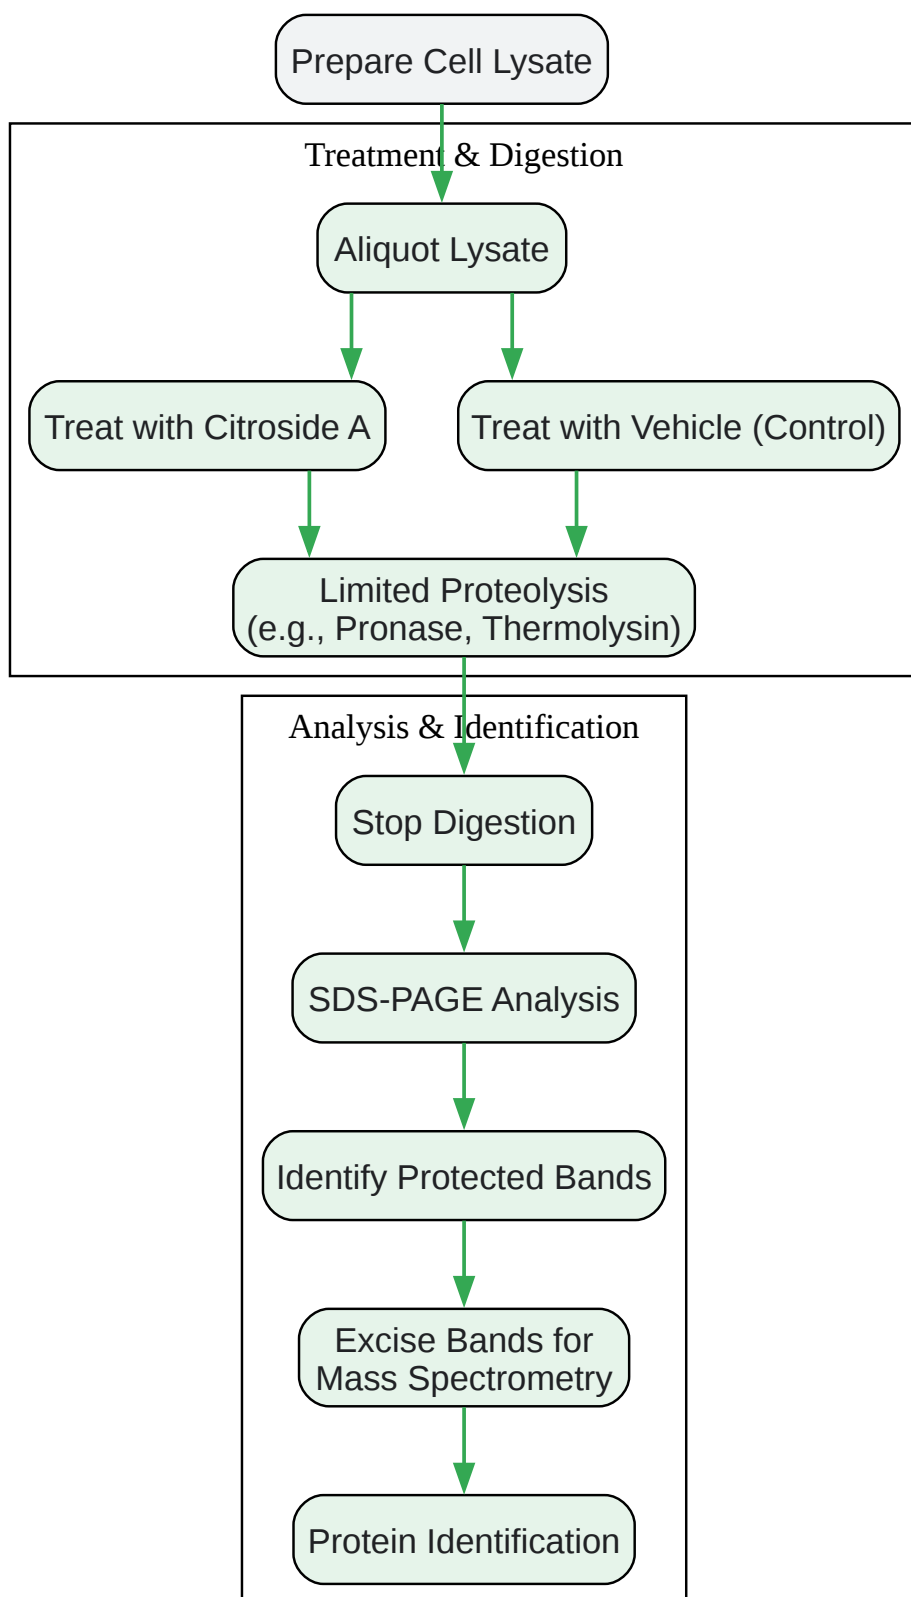 Prepare Cell Lysate
Treatment & Digestion
Aliquot Lysate
Treat with Citroside A
Treat with Vehicle (Control)
Limited Proteolysis
(e.g., Pronase, Thermolysin)
Analysis & Identification
Stop Digestion
SDS-PAGE Analysis
Identify Protected Bands
Excise Bands for
Mass Spectrometry
Protein Identification